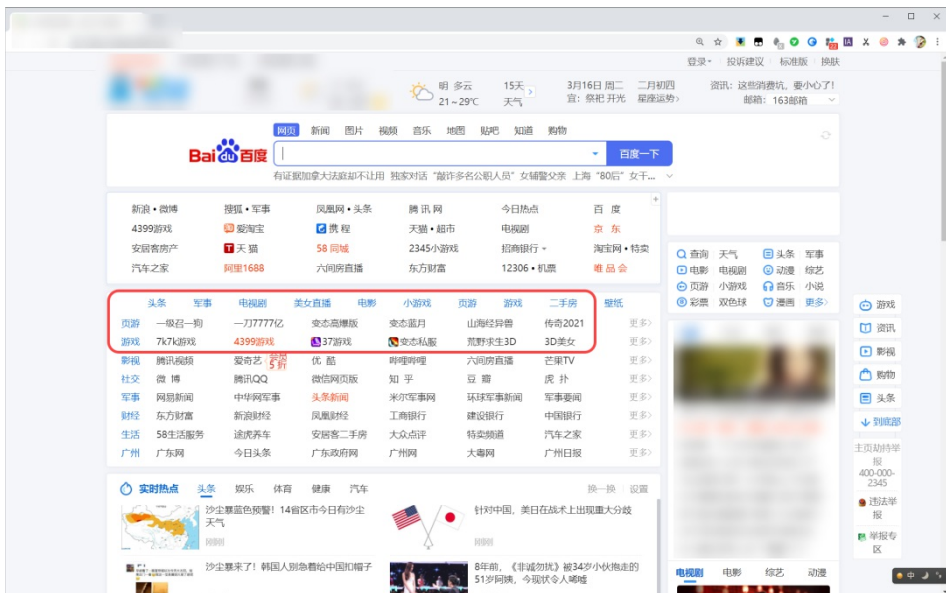 登录 投诉建议 标准版 换肤
明 多云 15天 3月16日 周二 二月初四 资讯：这些消费坑，要小心了！
21～29℃ 天气 宜：祭祀 开光 星座运势> 邮箱：163邮箱
网页 新闻 图片 视频 音乐 地图 贴吧 知道 购物
Bai du 百度 百度一下
有证据加拿大法庭却不让用 独家对话“敲诈多名公职人员”女辅警父亲 上海“80后”女干...
新浪•微博 搜狐•军事 凤凰网•头条 腾讯网 今日热点 百 度
4399游戏 爱淘宝 携 程 天猫•超市 电视剧 京 东
安居客房产 天 猫 58 同城 2345小游戏 招商银行 淘宝网•特卖
汽车之家 阿里1688 六间房直播 东方财富 12306•机票 唯品会
查询 天气 头条 军事
电影 电视剧 动漫 综艺
页游 小游戏 音乐 小说
彩票 双色球 漫画 更多>
头条 军事 电视剧 美女直播 电影 小游戏 页游 游戏 二手房 壁纸
页游 一级召一狗 一刀7777亿 变态高爆版 变态蓝月 山海经异兽 传奇2021 更多>
游戏 7k7k游戏 4399游戏 37游戏 变态私服 荒野求生3D 3D美女 更多>
影视 腾讯视频 爱奇艺 会员5折 优 酷 哔哩哔哩 六间房直播 芒果TV 更多>
社交 微 博 腾讯QQ 微信网页版 知 乎 豆 瓣 虎 扑 更多>
军事 网易新闻 中华网军事 头条新闻 米尔军事网 环球军事新闻 军事要闻 更多>
财经 东方财富 新浪财经 凤凰财经 工商银行 建设银行 中国银行 更多>
生活 58生活服务 途虎养车 安居客二手房 大众点评 特卖频道 汽车之家 更多>
广州 广东网 今日头条 广东政府网 广州网 大粤网 广州日报 更多>
游戏
资讯
影视
购物
头条
到底部
主页劫持举报
400-000-2345
违法举报
举报专区
实时热点 头条 娱乐 体育 健康 汽车 换一换 设置
沙尘暴蓝色预警！14省区市今日有沙尘天气
刚刚
针对中国，美日在战术上出现重大分歧
刚刚
沙尘暴来了！韩国人别急着给中国扣帽子
8年前，《非诚勿扰》被34岁小伙拖走的51岁阿姨，今现状令人唏嘘
电视剧 电影 综艺 动漫
中